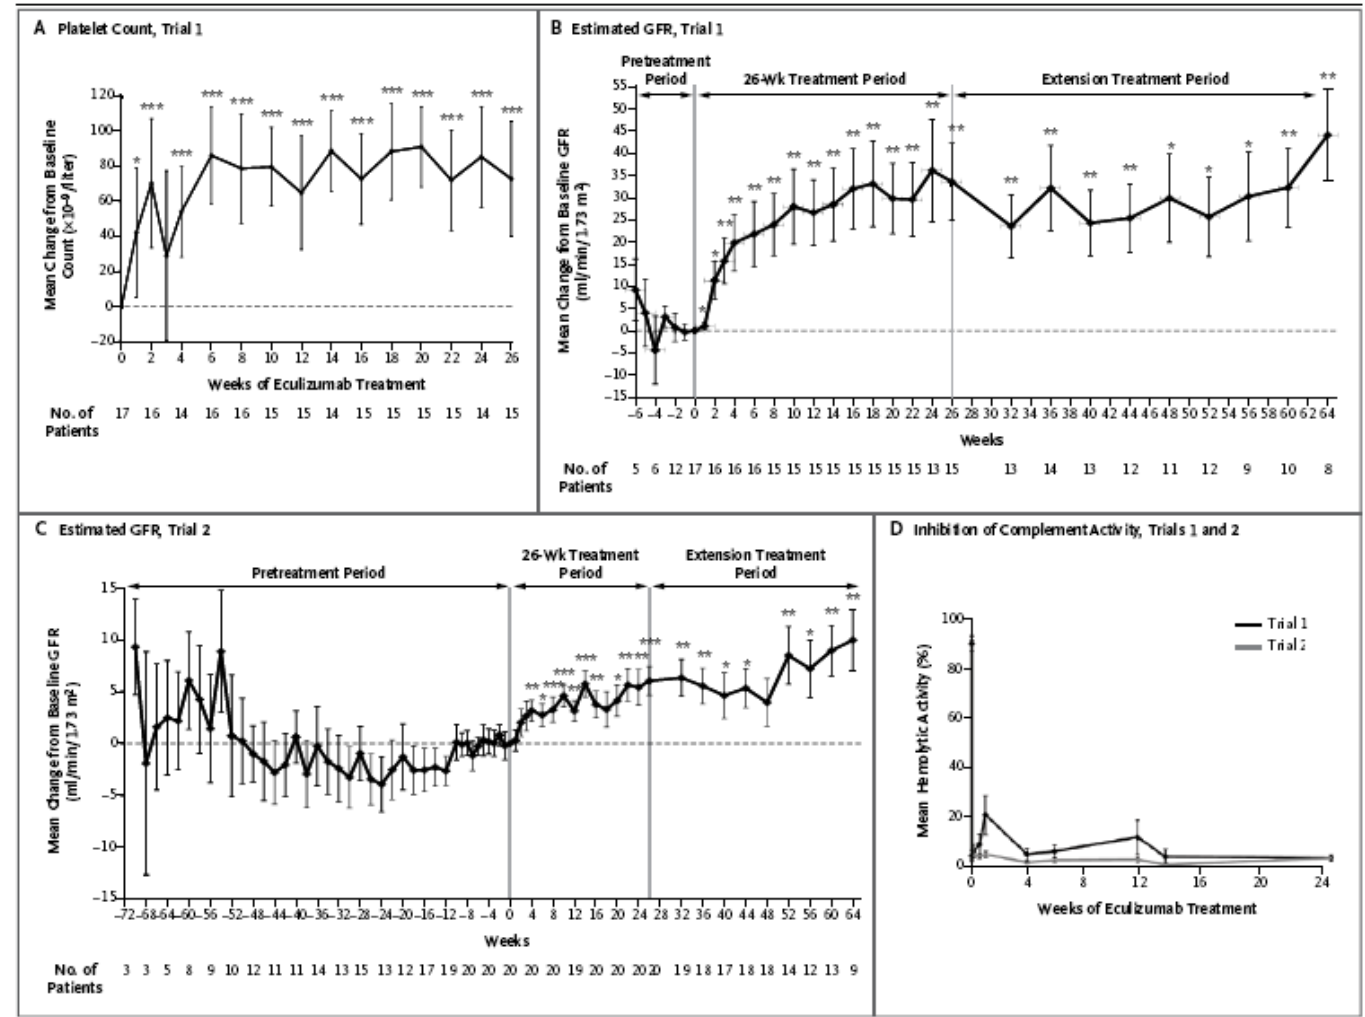 A Platelet Count, Trial 1
Mean Change from Baseline
Count (×10⁻⁹/liter)
120
100
80
60
40
20
0
−20
* *** *** *** *** *** *** *** *** *** *** *** ***
0 2 4 6 8 10 12 14 16 18 20 22 24 26
Weeks of Eculizumab Treatment
No. of
Patients
17 16 14 16 16 15 15 15 15 15 15 15 14 15
B Estimated GFR, Trial 1
Pretreatment
Period
26-Wk Treatment Period
Extension Treatment Period
Mean Change from Baseline GFR
(ml/min/1.73 m²)
55
50
45
40
35
30
25
20
15
10
5
0
−5
−10
−15
* * ** ** ** ** ** ** ** ** ** ** ** ** ** ** ** ** ** * * * ** **
−6 −4 −2 0 2 4 6 8 10 12 14 16 18 20 22 24 26 28 30 32 34 36 38 40 42 44 46 48 50 52 54 56 58 60 62 64
Weeks
No. of
Patients
5 6 12 17 16 16 16 15 15 15 15 15 15 15 15 13 15 13 14 13 12 11 12 9 10 8
C Estimated GFR, Trial 2
Pretreatment Period
26-Wk Treatment
Period
Extension Treatment
Period
Mean Change from Baseline GFR
(ml/min/1.73 m²)
15
10
5
0
−5
−10
−15
** * *** *** ** *** ** * ** ** *** ** ** * * ** * ** **
−72 −68 −64 −60 −56 −52 −48 −44 −40 −36 −32 −28 −24 −20 −16 −12 −8 −4 0 4 8 12 16 20 24 28 32 36 40 44 48 52 56 60 64
Weeks
No. of
Patients
3 3 5 8 9 10 12 11 11 14 13 15 13 12 17 19 20 20 20 20 20 19 20 20 20 20 19 18 17 18 18 14 12 13 9
D Inhibition of Complement Activity, Trials 1 and 2
Trial 1
Trial 2
Mean Hemolytic Activity (%)
100
80
60
40
20
0
0 4 8 12 16 20 24
Weeks of Eculizumab Treatment